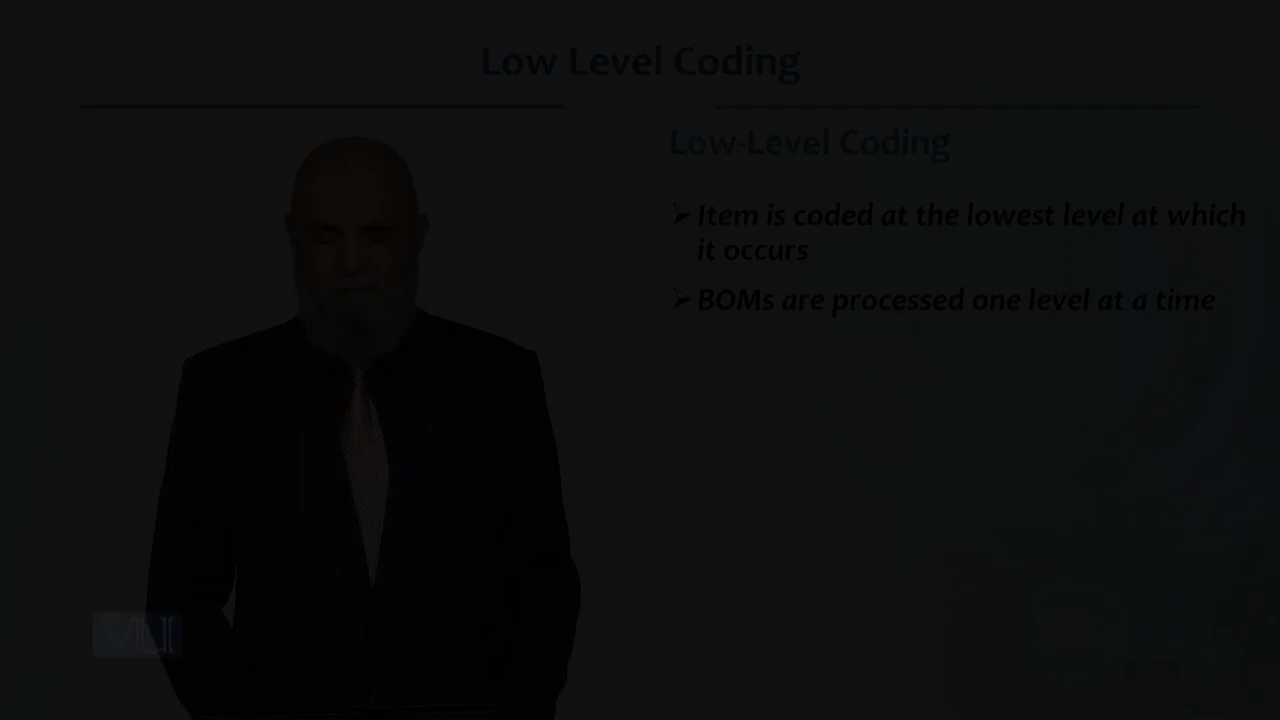 Low Level Coding
Low-Level Coding
➢ Item is coded at the lowest level at which
it occurs
➢ BOMs are processed one level at a time
VU